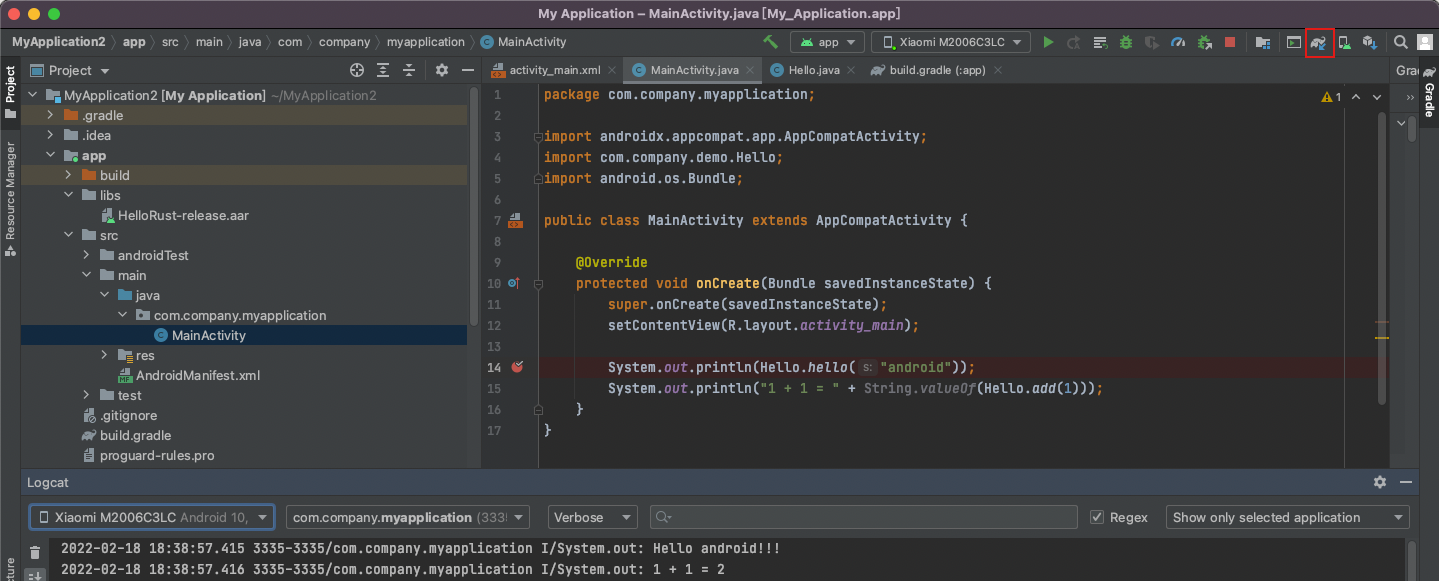 My Application – MainActivity.java [My_Application.app]
MyApplication2 〉 app 〉 src 〉 main 〉 java 〉 com 〉 company 〉 myapplication 〉 MainActivity
app
Xiaomi M2006C3LC
Project
activity_main.xml
MainActivity.java
Hello.java
build.gradle (:app)
Grad
Project
Resource Manager
cture
Gradle
MyApplication2 [My Application] ~/MyApplication2
.gradle
.idea
app
build
libs
HelloRust-release.aar
src
androidTest
main
java
com.company.myapplication
MainActivity
res
AndroidManifest.xml
test
.gitignore
build.gradle
proguard-rules.pro
1 package com.company.myapplication;
2
3 import androidx.appcompat.app.AppCompatActivity;
4 import com.company.demo.Hello;
5 import android.os.Bundle;
6
7 public class MainActivity extends AppCompatActivity {
8
9 @Override
10 protected void onCreate(Bundle savedInstanceState) {
11 super.onCreate(savedInstanceState);
12 setContentView(R.layout.activity_main);
13
14 System.out.println(Hello.hello( s: "android"));
15 System.out.println("1 + 1 = " + String.valueOf(Hello.add(1)));
16 }
17 }
1
Logcat
Xiaomi M2006C3LC Android 10,
com.company.myapplication (333
Verbose
Regex
Show only selected application
2022-02-18 18:38:57.415 3335-3335/com.company.myapplication I/System.out: Hello android!!!
2022-02-18 18:38:57.416 3335-3335/com.company.myapplication I/System.out: 1 + 1 = 2